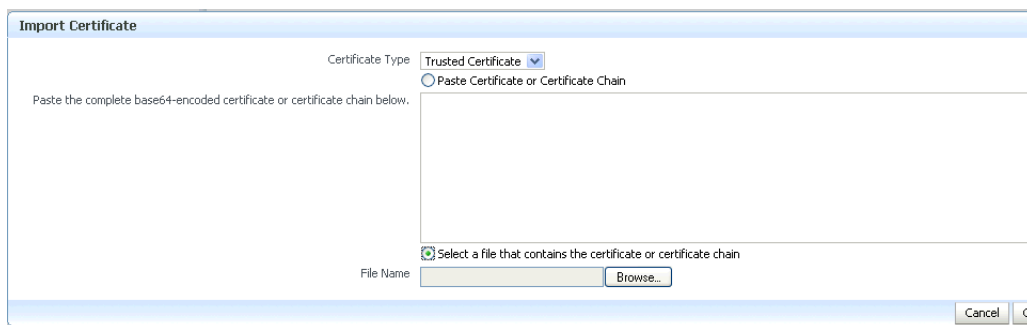 Import Certificate
Certificate Type Trusted Certificate
Paste Certificate or Certificate Chain
Paste the complete base64-encoded certificate or certificate chain below.
Select a file that contains the certificate or certificate chain
File Name Browse...
Cancel